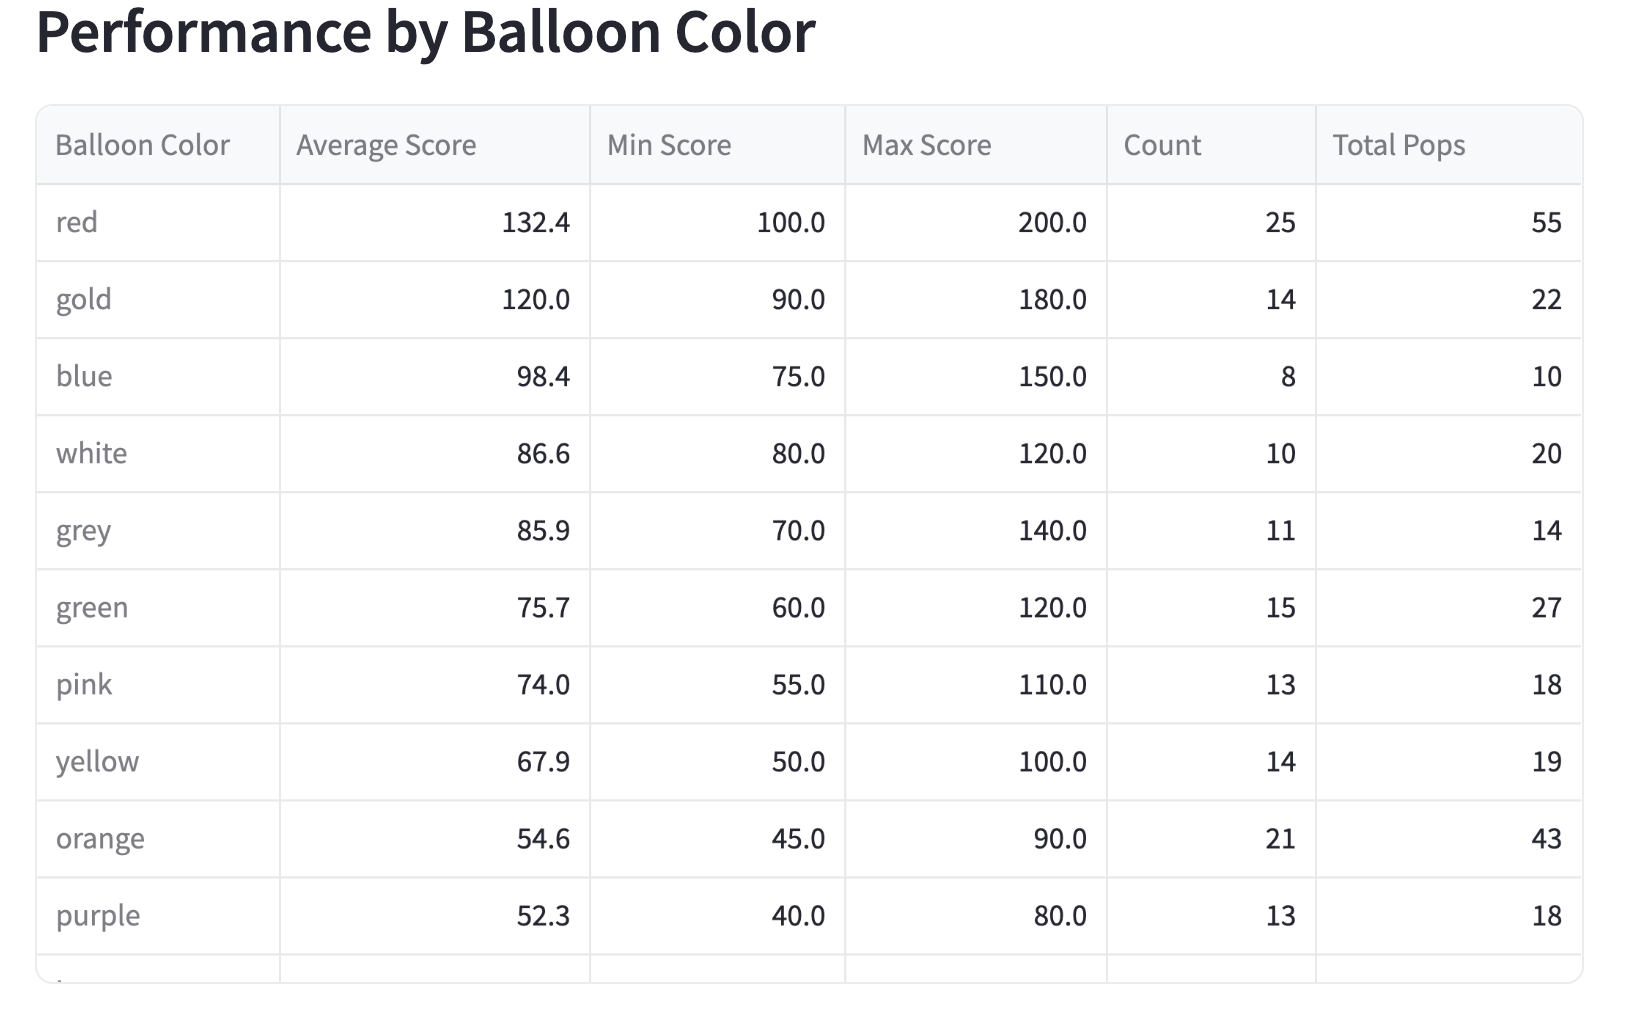 Performance by Balloon Color
Balloon Color Average Score Min Score Max Score Count Total Pops
red 132.4 100.0 200.0 25 55
gold 120.0 90.0 180.0 14 22
blue 98.4 75.0 150.0 8 10
white 86.6 80.0 120.0 10 20
grey 85.9 70.0 140.0 11 14
green 75.7 60.0 120.0 15 27
pink 74.0 55.0 110.0 13 18
yellow 67.9 50.0 100.0 14 19
orange 54.6 45.0 90.0 21 43
purple 52.3 40.0 80.0 13 18